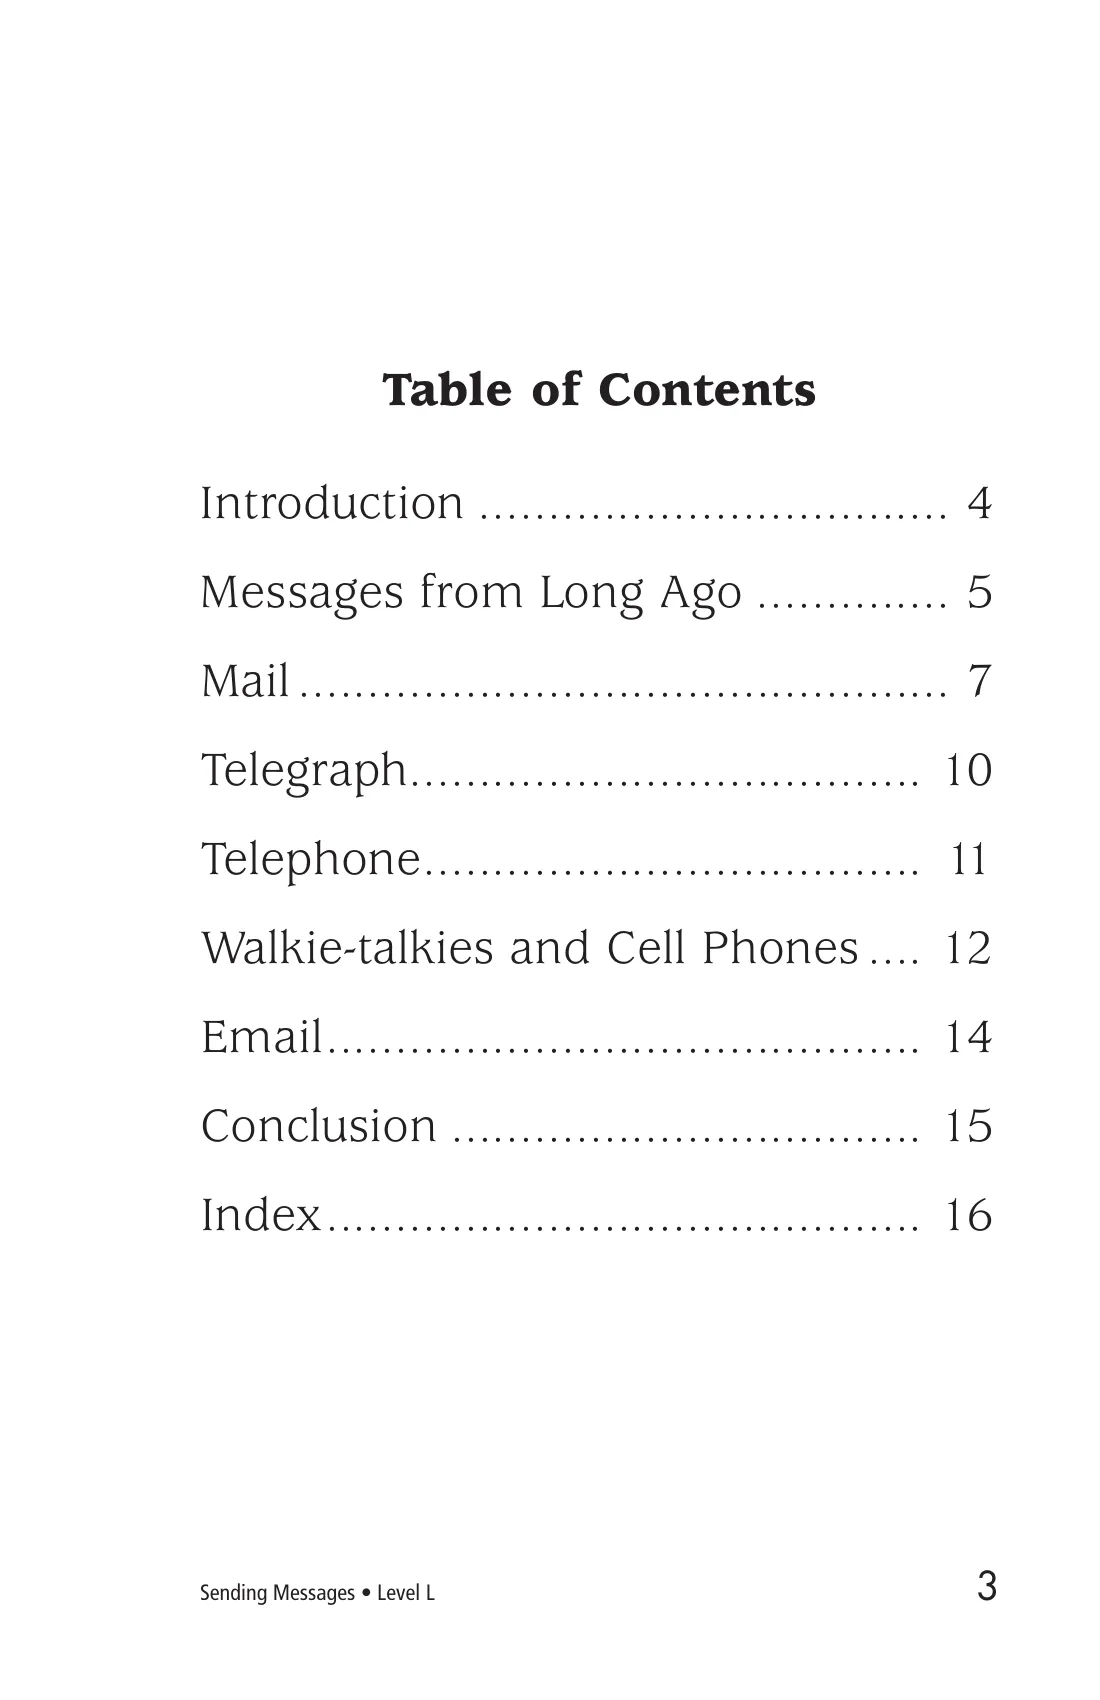 Table of Contents
Introduction .................................. 4
Messages from Long Ago .............. 5
Mail ............................................... 7
Telegraph..................................... 10
Telephone.................................... 11
Walkie-talkies and Cell Phones .... 12
Email........................................... 14
Conclusion .................................. 15
Index........................................... 16
Sending Messages • Level L 3